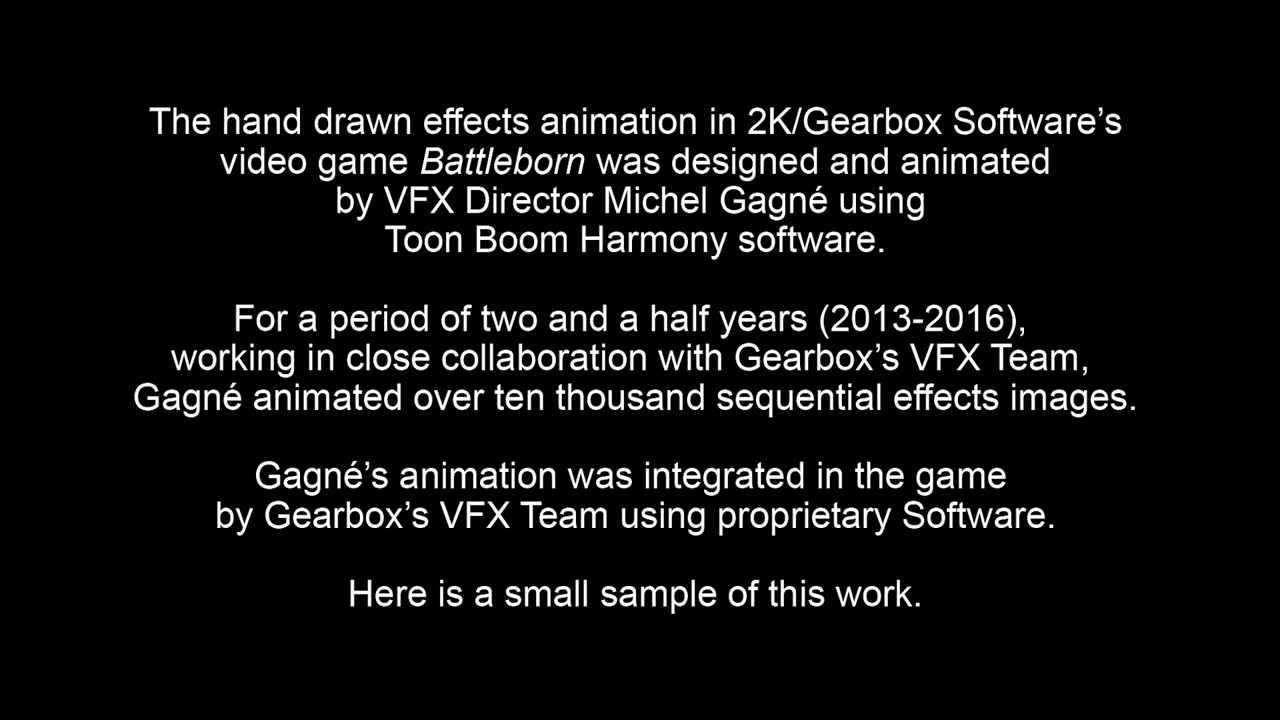 The hand drawn effects animation in 2K/Gearbox Software’s
video game Battleborn was designed and animated
by VFX Director Michel Gagné using
Toon Boom Harmony software.
For a period of two and a half years (2013-2016),
working in close collaboration with Gearbox’s VFX Team,
Gagné animated over ten thousand sequential effects images.
Gagné’s animation was integrated in the game
by Gearbox’s VFX Team using proprietary Software.
Here is a small sample of this work.